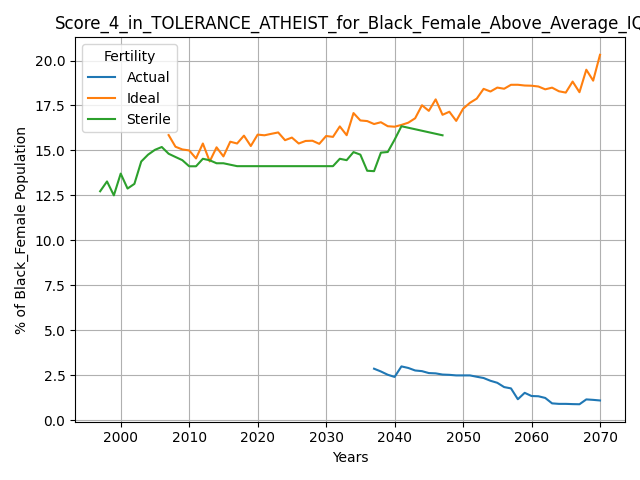 Score_4_in_TOLERANCE_ATHEIST_for_Black_Female_Above_Average_IQ
Fertility
Actual
Ideal
Sterile
% of Black_Female Population
20.0
17.5
15.0
12.5
10.0
7.5
5.0
2.5
0.0
2000 2010 2020 2030 2040 2050 2060 2070
Years